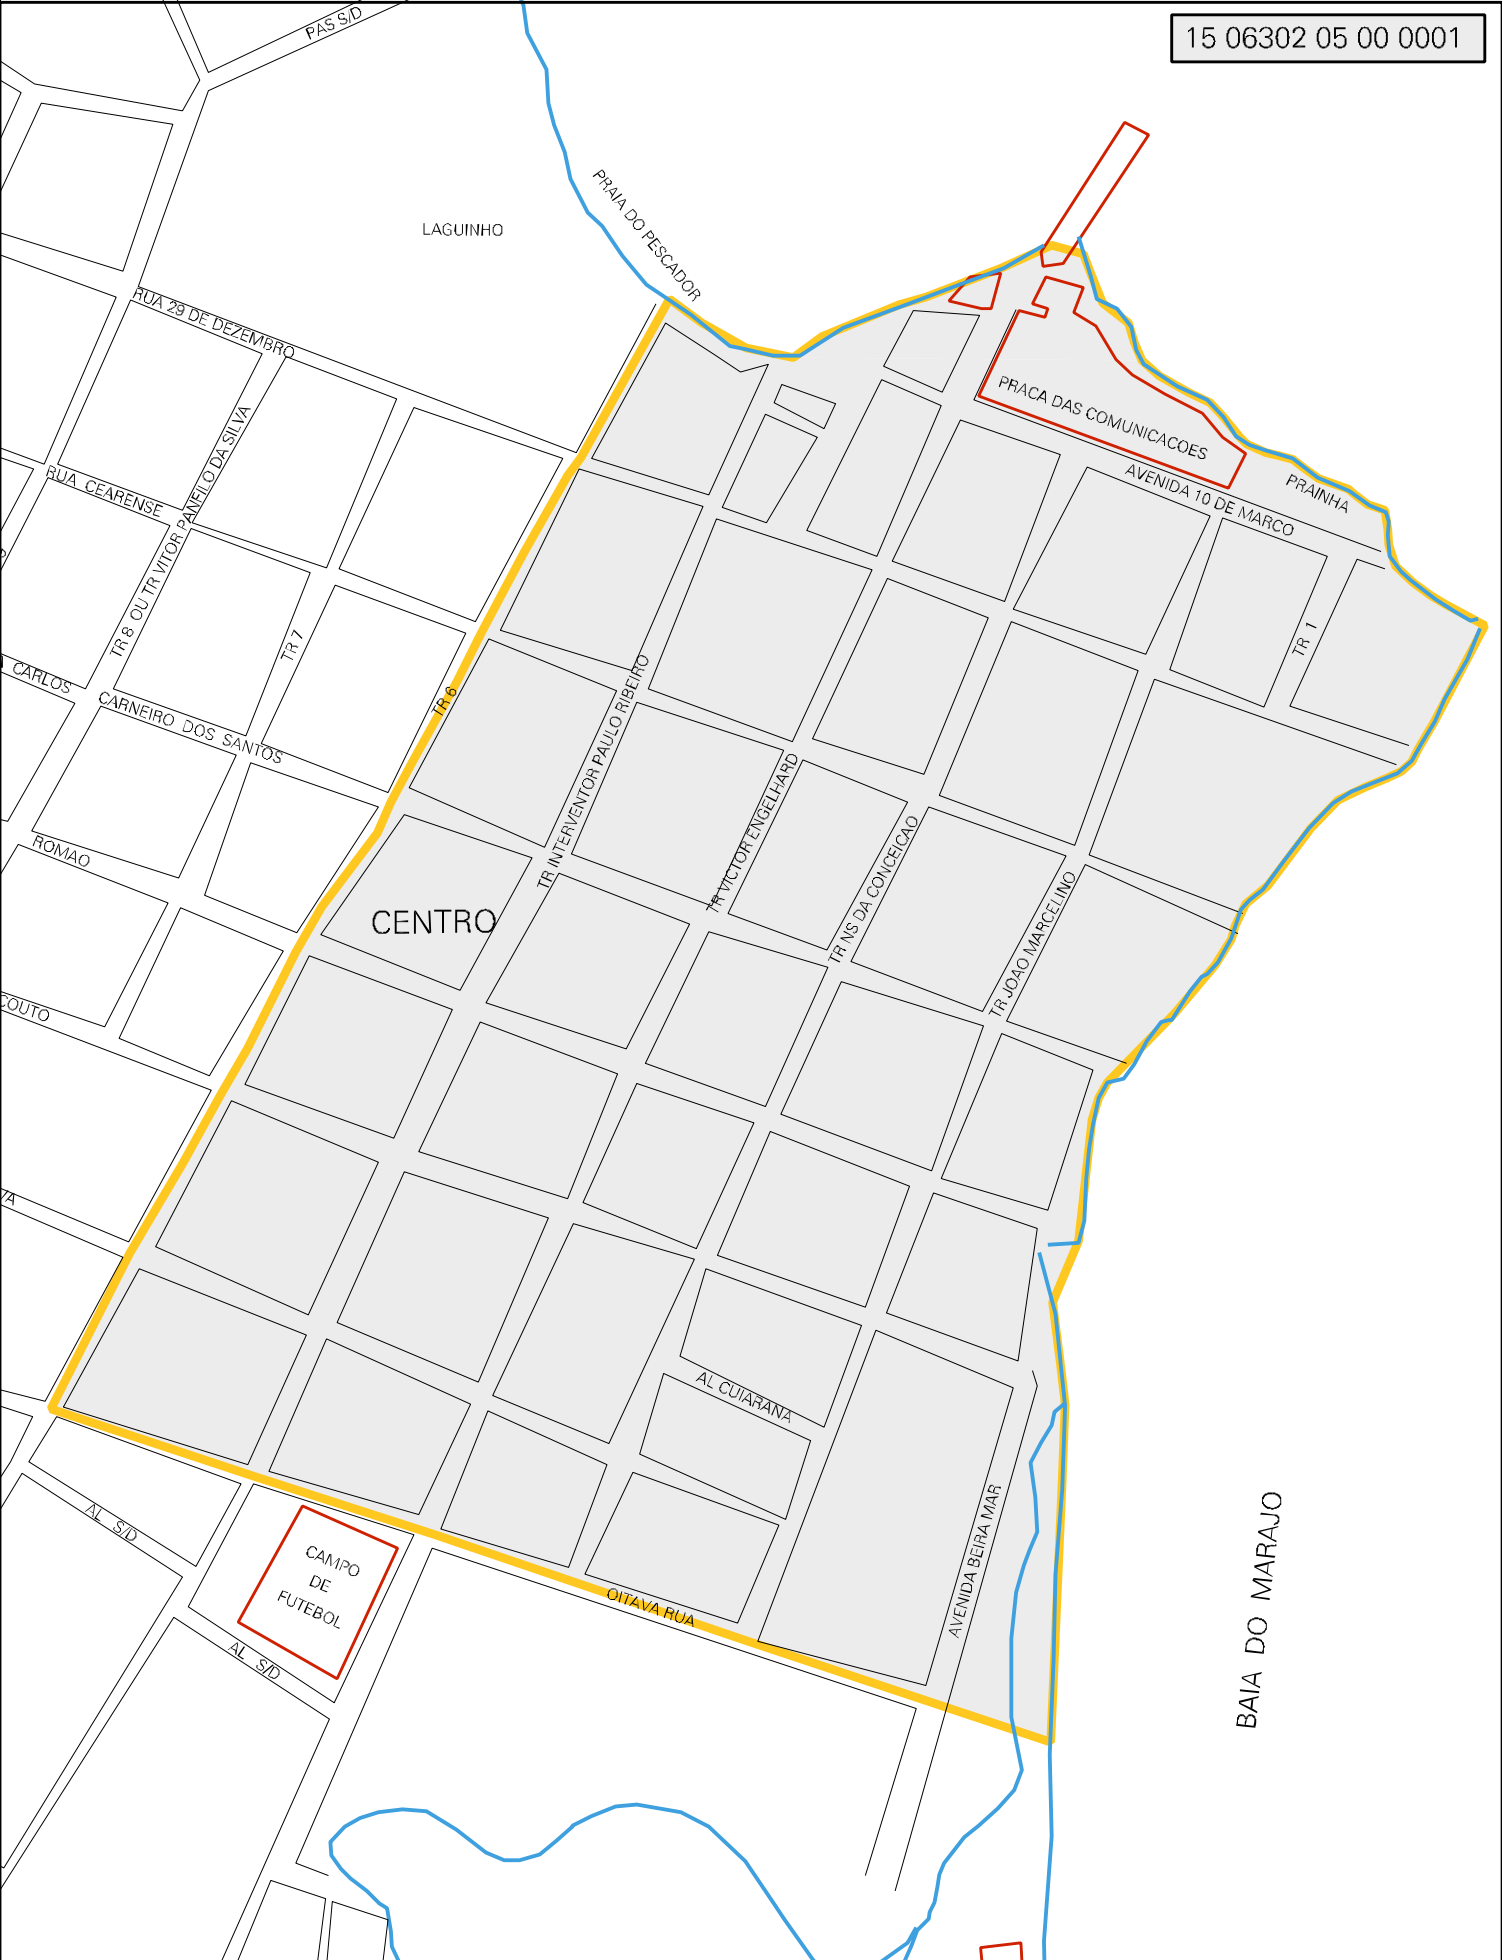 PAS S/D
15 06302 05 00 0001
PRAIA DO PESCADOR
LAGUINHO
RUA 29 DE DEZEMBRO
PRACA DAS COMUNICACOES
AVENIDA 10 DE MARCO
PRAINHA
RUA CEARENSE
TR 8 OU TR VITOR PANFILO DA SILVA
TR 7
TR 6
TR 1
CARLOS
CARNEIRO DOS SANTOS
TR INTERVENTOR PAULO RIBEIRO
TR VICTOR ENGELHARD
TR NS DA CONCEICAO
TR JOAO MARCELINO
ROMAO
CENTRO
COUTO
VA
AL CUIARANA
AVENIDA BEIRA MAR
BAIA DO MARAJO
AL S/D
CAMPO
DE
FUTEBOL
OITAVA RUA
AL S/D